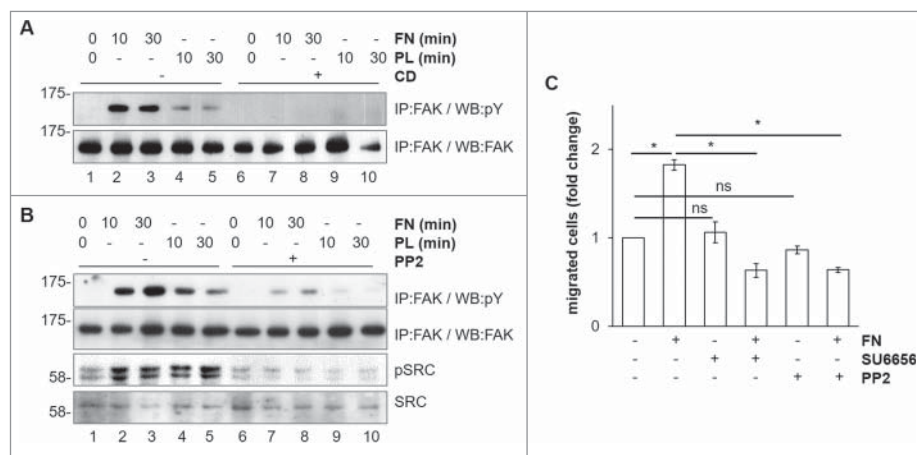 A
0 10 30 - - 0 10 30 - - FN (min)
0 - - 10 30 0 - - 10 30 PL (min)
- + CD
175-
IP:FAK / WB:pY
175-
IP:FAK / WB:FAK
1 2 3 4 5 6 7 8 9 10
B
0 10 30 - - 0 10 30 - - FN (min)
0 - - 10 30 0 - - 10 30 PL (min)
- + PP2
175-
IP:FAK / WB:pY
175-
IP:FAK / WB:FAK
pSRC
58-
SRC
58-
1 2 3 4 5 6 7 8 9 10
C
migrated cells (fold change)
2
1
0
*
* *
ns
ns
- + - + - + FN
- - + + - - SU6656
- - - - + + PP2